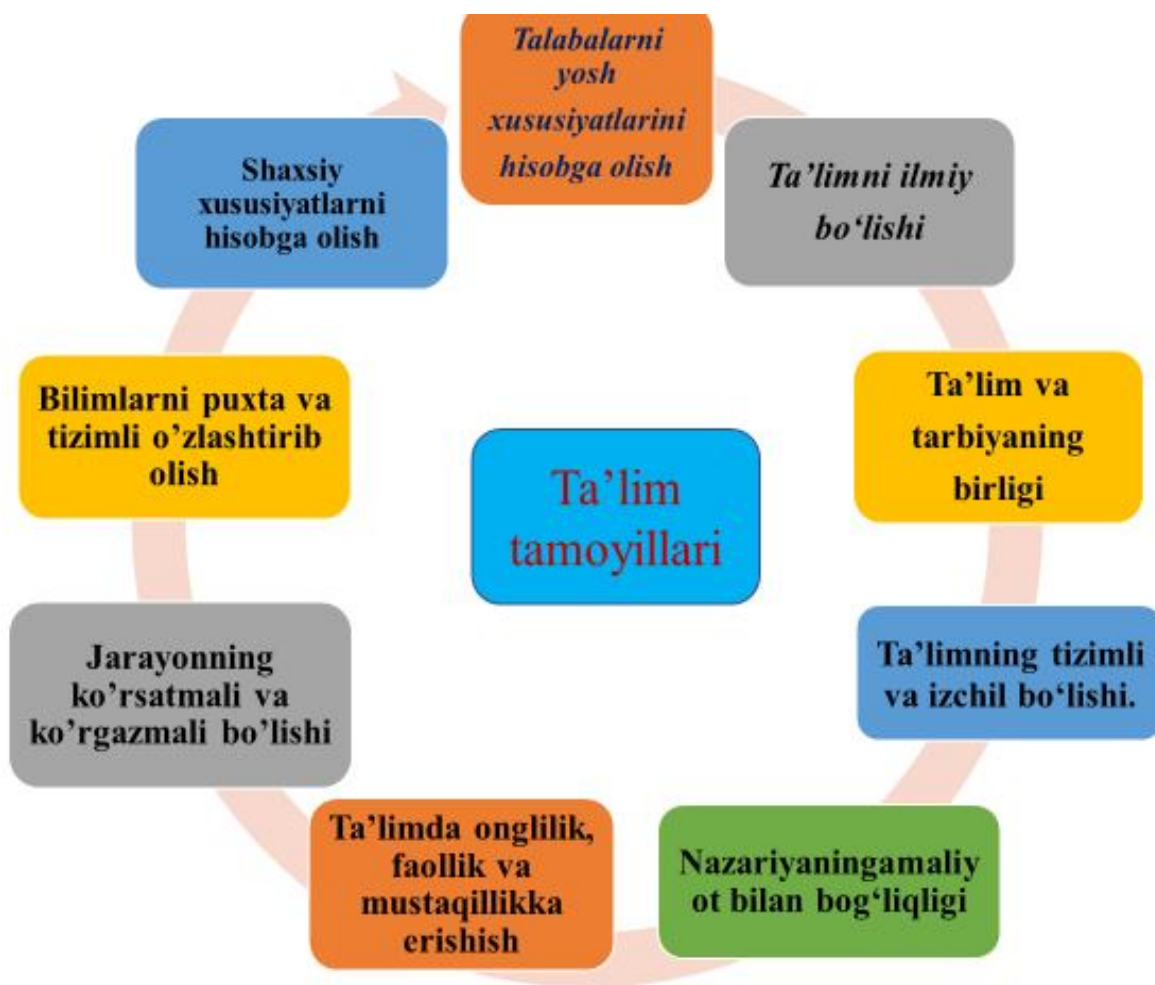 Talabalarni
yosh
xususiyatlarini
hisobga olish
Ta’limni ilmiy
bo‘lishi
Ta’lim va
tarbiyaning
birligi
Ta’limning tizimli
va izchil bo‘lishi.
Nazariyaningamaliy
ot bilan bog‘liqligi
Ta’limda onglilik,
faollik va
mustaqillikka
erishish
Jarayonning
ko’rsatmali va
ko’rgazmali bo’lishi
Bilimlarni puxta va
tizimli o’zlashtirib
olish
Shaxsiy
xususiyatlarni
hisobga olish
Ta’lim
tamoyillari